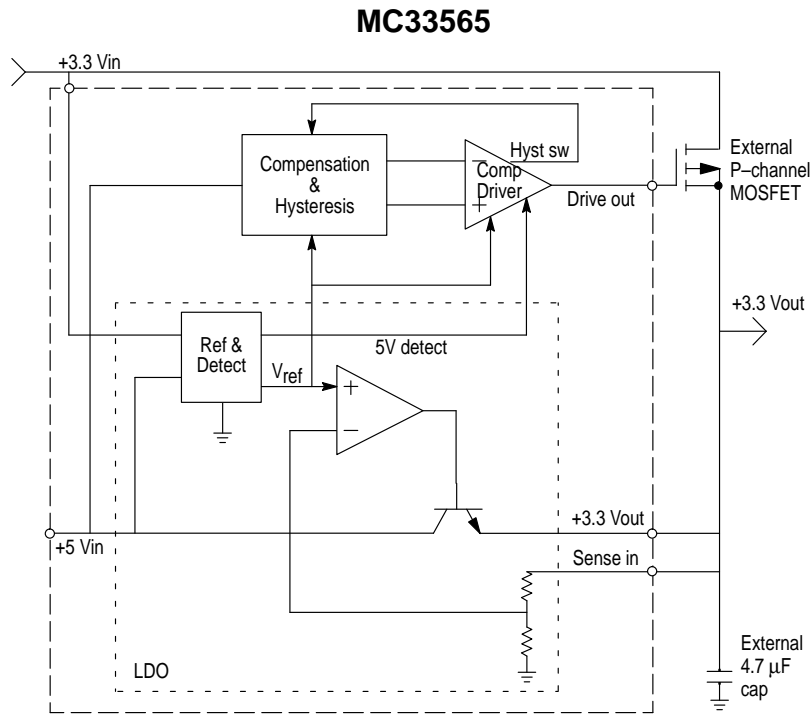 MC33565
+3.3 Vin
Hyst sw
Compensation
&
Hysteresis
−
Comp
Driver
+
Drive out
External
P–channel
MOSFET
+3.3 Vout
Ref &
Detect
5V detect
Vref
+
−
+5 Vin
+3.3 Vout
Sense in
LDO
External
4.7 μF
cap